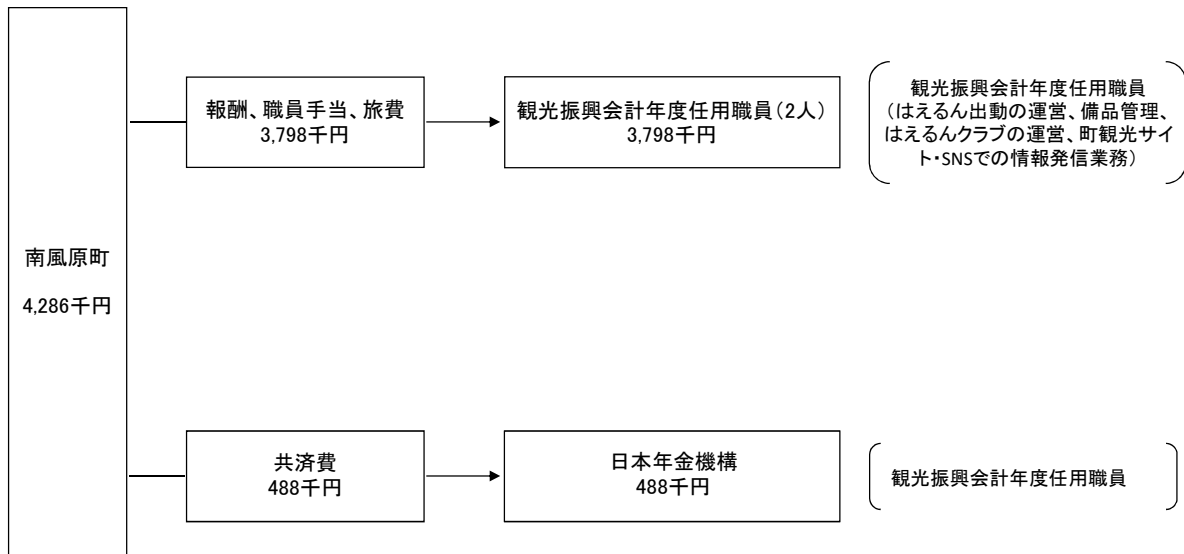 南風原町
4,286千円
報酬、職員手当、旅費
3,798千円
観光振興会計年度任用職員(2人)
3,798千円
観光振興会計年度任用職員
(はえるん出動の運営、備品管理、
はえるんクラブの運営、町観光サイ
ト・SNSでの情報発信業務)
共済費
488千円
日本年金機構
488千円
観光振興会計年度任用職員